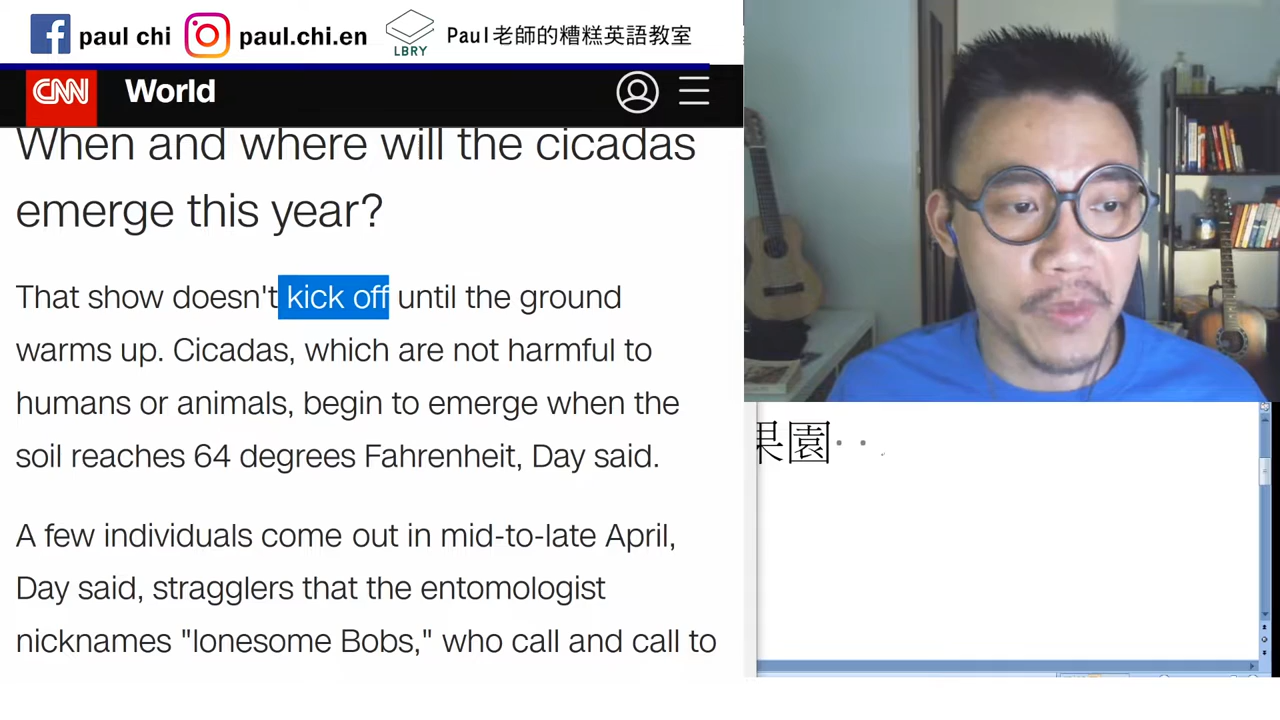 paul chi
paul.chi.en
LBRY
Paul老師的糟糕英語教室
CNN
World
When and where will the cicadas
emerge this year?
That show doesn't kick off until the ground
warms up. Cicadas, which are not harmful to
humans or animals, begin to emerge when the
soil reaches 64 degrees Fahrenheit, Day said.
A few individuals come out in mid-to-late April,
Day said, stragglers that the entomologist
nicknames "lonesome Bobs," who call and call to
果園··